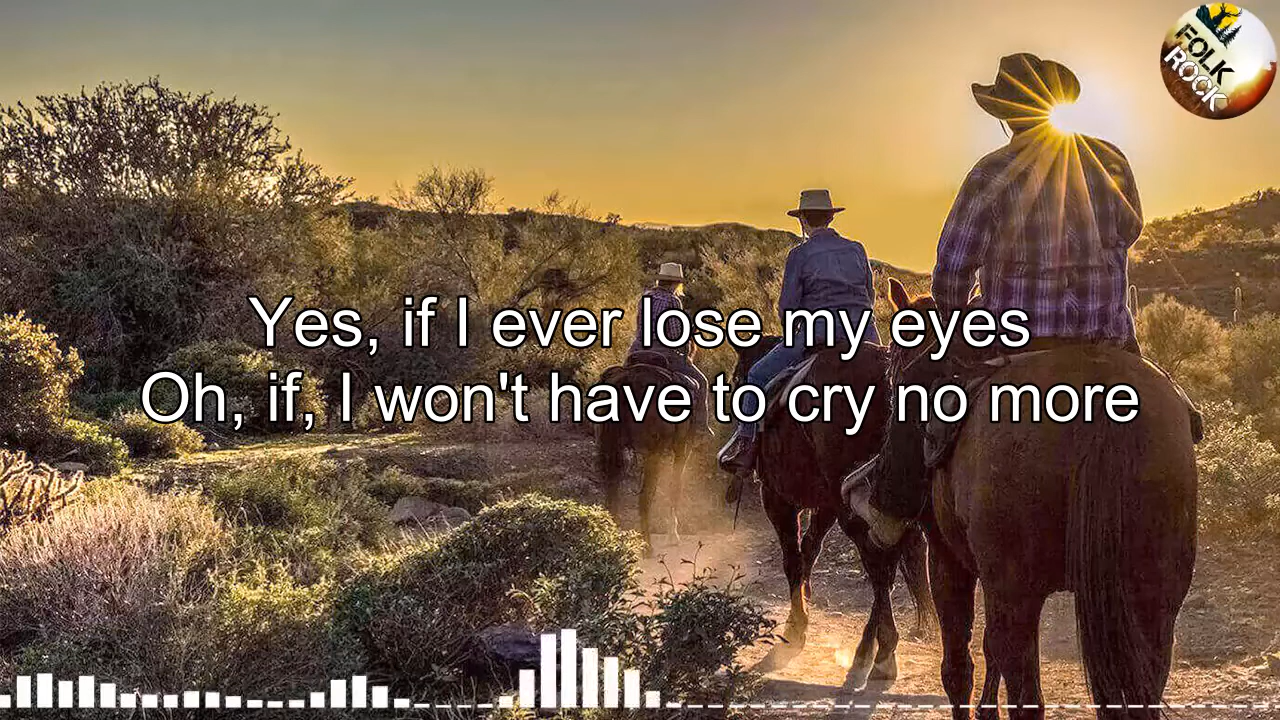 FOLK
ROCK
Yes, if I ever lose my eyes
Oh, if, I won't have to cry no more